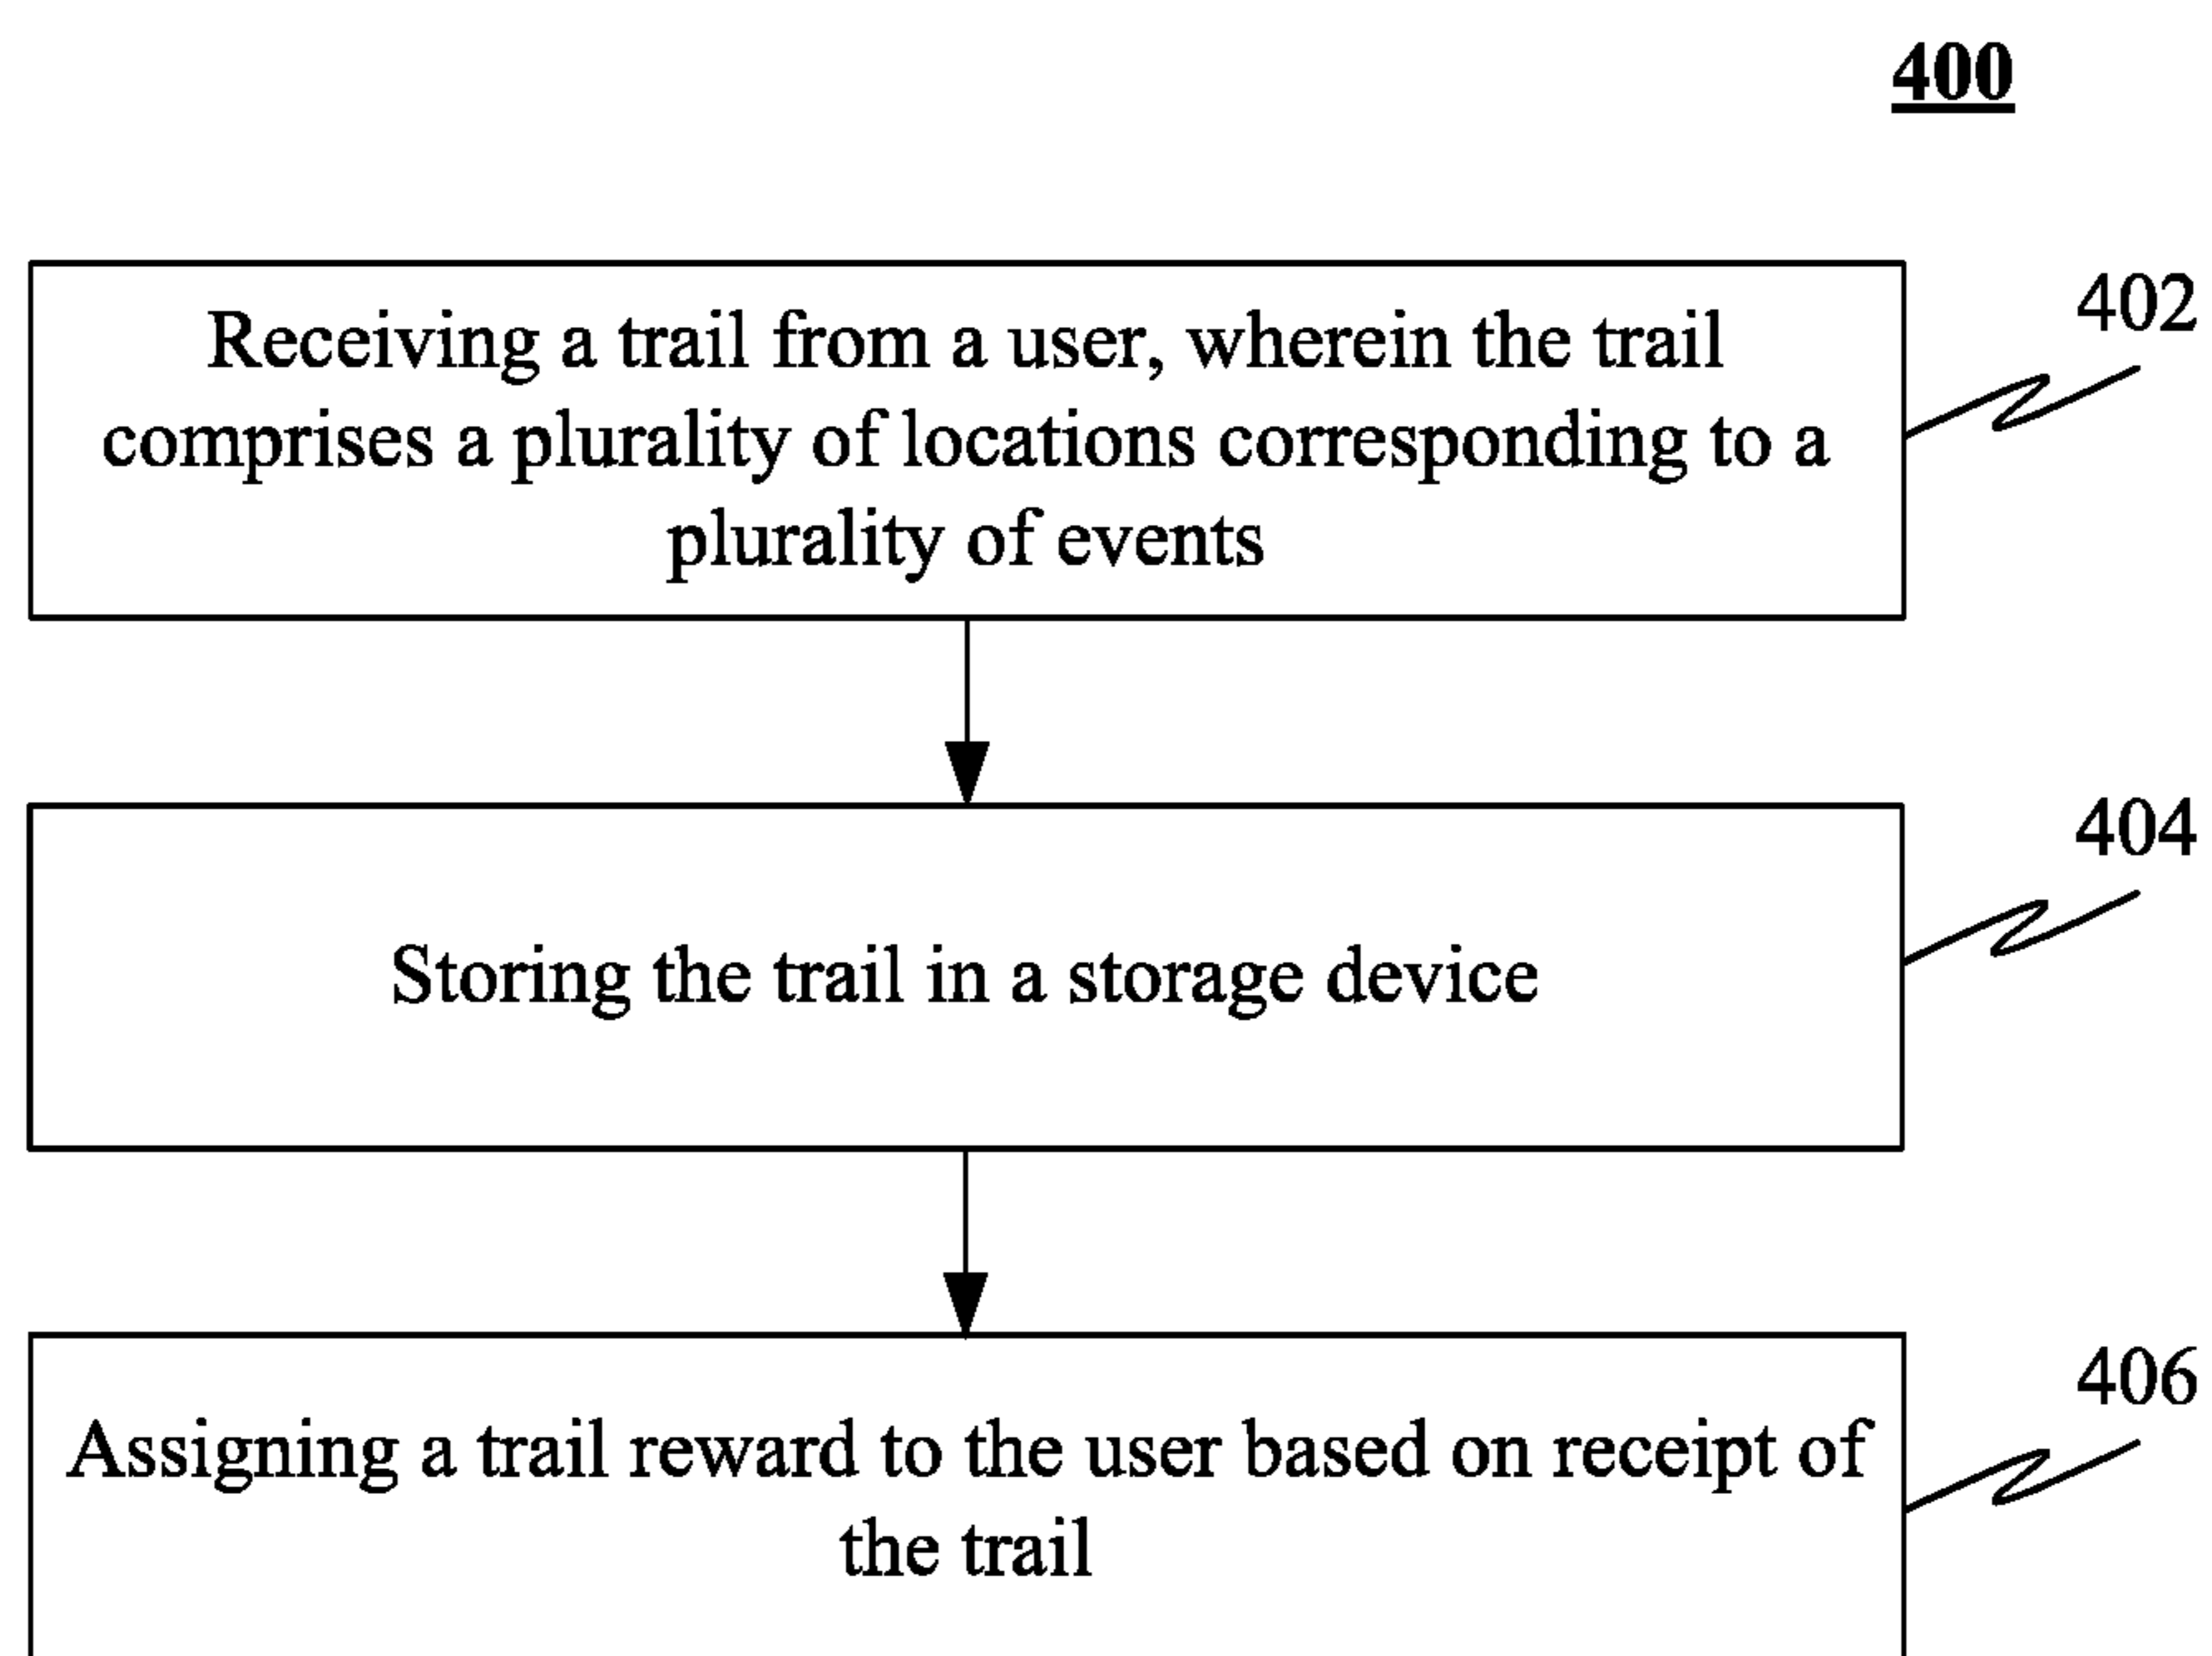 400
402
Receiving a trail from a user, wherein the trail
comprises a plurality of locations corresponding to a
plurality of events
404
Storing the trail in a storage device
406
Assigning a trail reward to the user based on receipt of
the trail